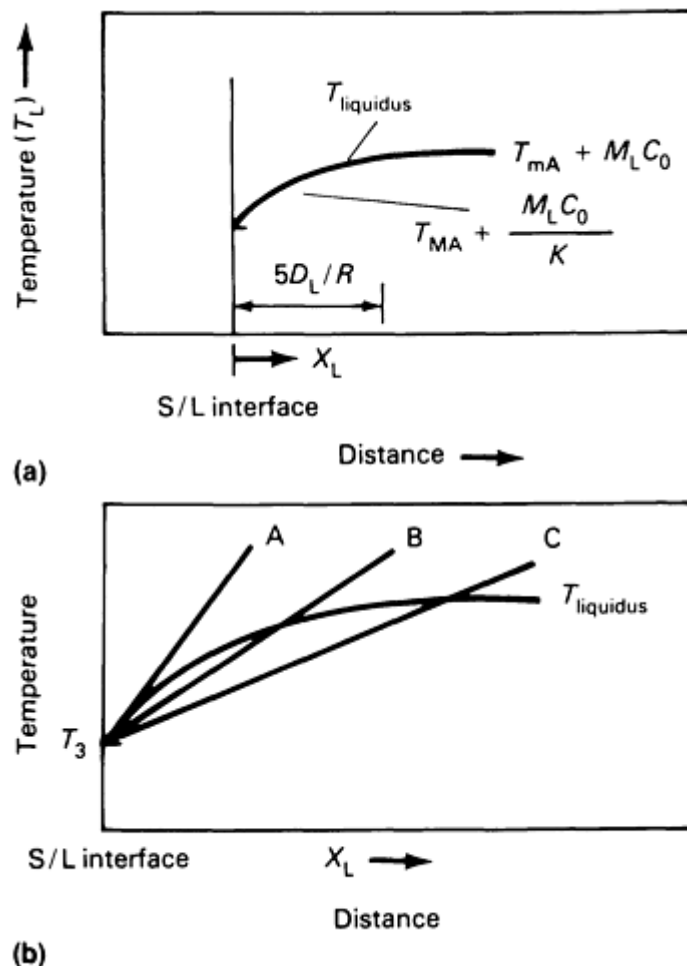 Temperature (T_L)
T_liquidus
T_mA + M_L C_0
T_MA + M_L C_0 / K
5D_L/R
X_L
S/L interface
Distance
(a)
A B C
T_liquidus
Temperature
T_3
S/L interface X_L
Distance
(b)